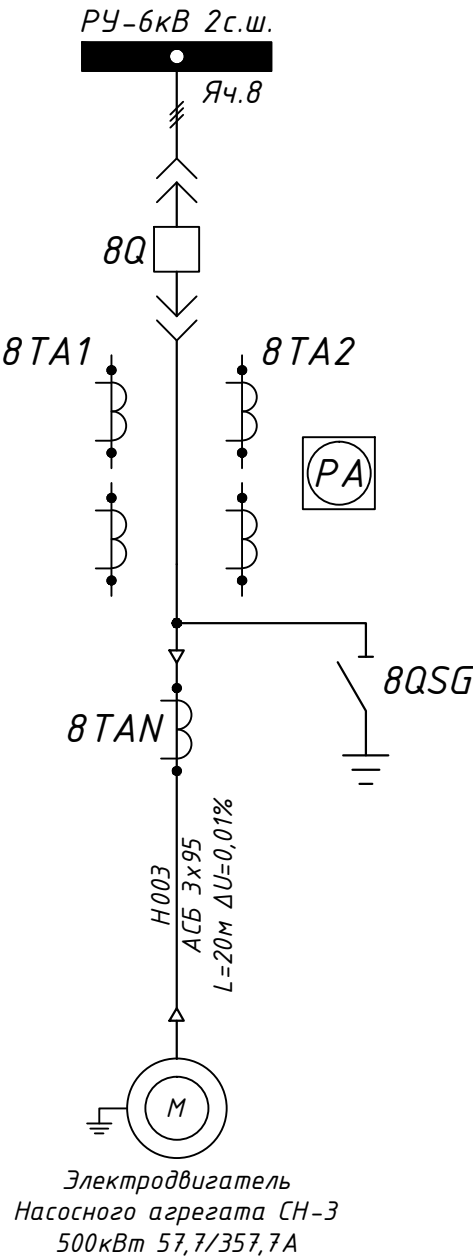 РУ-6кВ 2с.ш.
Яч.8
8Q
8TA1
8TA2
PA
8QSG
8TAN
Н003
АСБ 3x95
L=20м ΔU=0,01%
М
Электродвигатель
Насосного агрегата СН-3
500кВт 57,7/357,7А